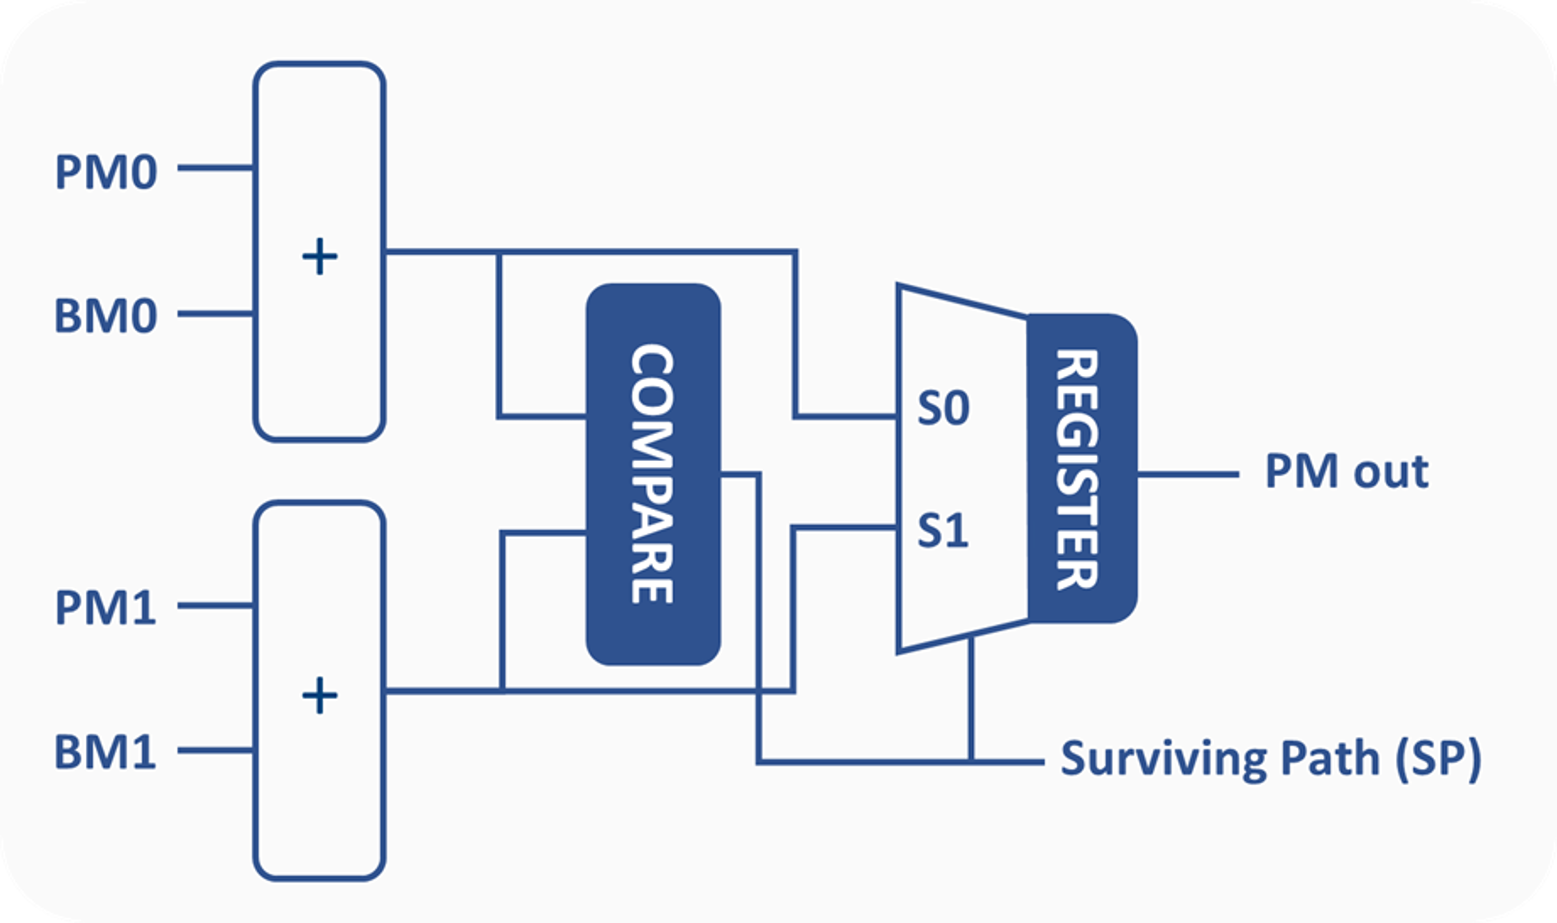 PM0
BM0
+
COMPARE
S0
S1
REGISTER
PM out
PM1
BM1
+
Surviving Path (SP)